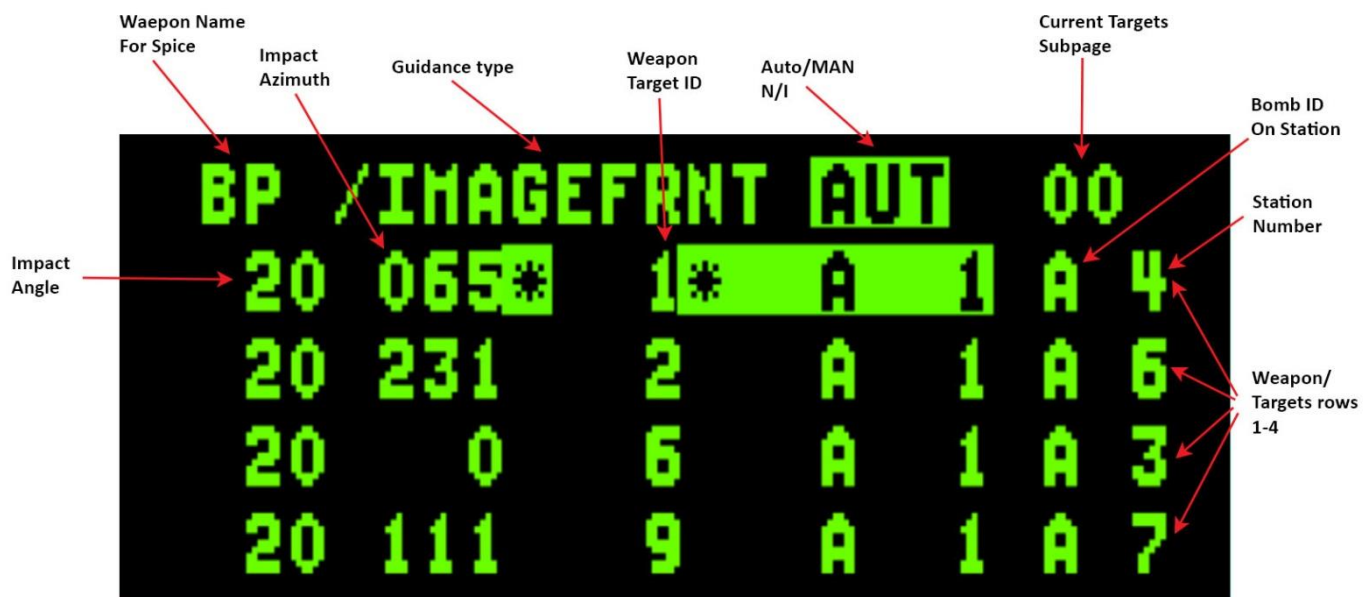 Waepon Name
For Spice
Impact
Azimuth
Guidance type
Weapon
Target ID
Auto/MAN
N/I
Current Targets
Subpage
Bomb ID
On Station
Station
Number
Impact
Angle
Weapon/
Targets rows
1-4
BP /IMAGEFRNT AUT 00
20 065* 1* A 1 A 4
20 231 2 A 1 A 6
20 0 6 A 1 A 3
20 111 9 A 1 A 7